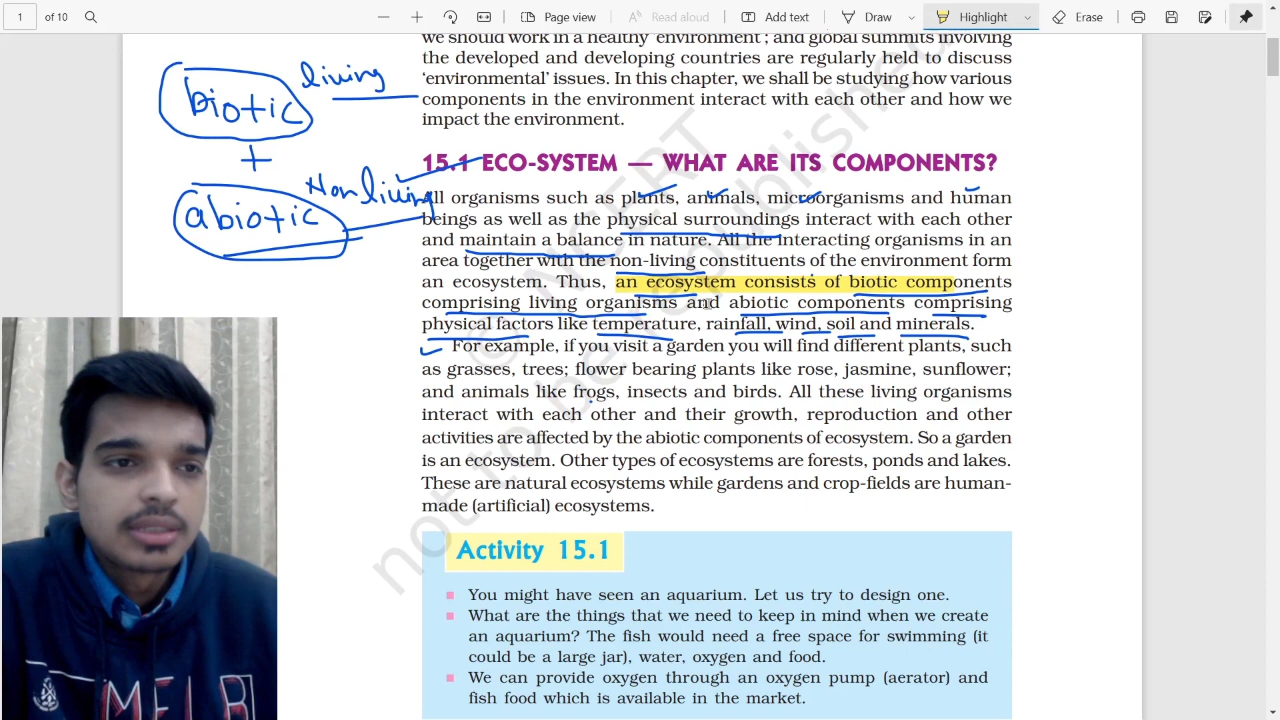 1 of 10 Page view Read aloud Add text Draw Highlight Erase
we should work in a healthy environment'; and global summits involving
the developed and developing countries are regularly held to discuss
'environmental' issues. In this chapter, we shall be studying how various
components in the environment interact with each other and how we
impact the environment.
living
biotic
+
Non living
abiotic
15.1 ECO-SYSTEM — WHAT ARE ITS COMPONENTS?
All organisms such as plants, animals, microorganisms and human
beings as well as the physical surroundings interact with each other
and maintain a balance in nature. All the interacting organisms in an
area together with the non-living constituents of the environment form
an ecosystem. Thus, an ecosystem consists of biotic components
comprising living organisms and abiotic components comprising
physical factors like temperature, rainfall, wind, soil and minerals.
For example, if you visit a garden you will find different plants, such
as grasses, trees; flower bearing plants like rose, jasmine, sunflower;
and animals like frogs, insects and birds. All these living organisms
interact with each other and their growth, reproduction and other
activities are affected by the abiotic components of ecosystem. So a garden
is an ecosystem. Other types of ecosystems are forests, ponds and lakes.
These are natural ecosystems while gardens and crop-fields are human-
made (artificial) ecosystems.
© NCERT
not to be republished
Activity 15.1
You might have seen an aquarium. Let us try to design one.
What are the things that we need to keep in mind when we create
an aquarium? The fish would need a free space for swimming (it
could be a large jar), water, oxygen and food.
We can provide oxygen through an oxygen pump (aerator) and
fish food which is available in the market.
MELB